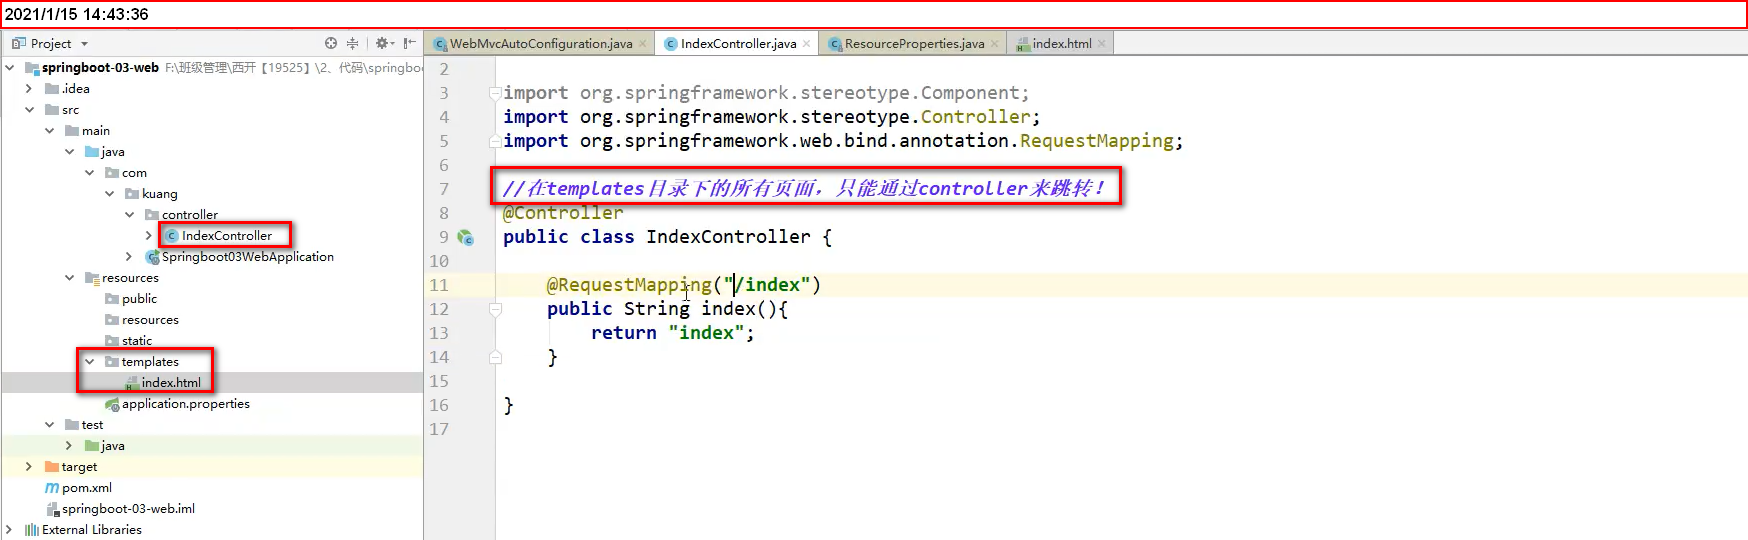 2021/1/15 14:43:36
Project
springboot-03-web F:\班级管理\西开【19525】\2、代码\springboo
.idea
src
main
java
com
kuang
controller
IndexController
Springboot03WebApplication
resources
public
resources
static
templates
index.html
application.properties
test
java
target
pom.xml
springboot-03-web.iml
External Libraries
WebMvcAutoConfiguration.java
IndexController.java
ResourceProperties.java
index.html
2
3 import org.springframework.stereotype.Component;
4 import org.springframework.stereotype.Controller;
5 import org.springframework.web.bind.annotation.RequestMapping;
6
7 //在templates目录下的所有页面，只能通过controller来跳转！
8 @Controller
9 public class IndexController {
10
11 @RequestMapping("/index")
12 public String index(){
13 return "index";
14 }
15
16 }
17